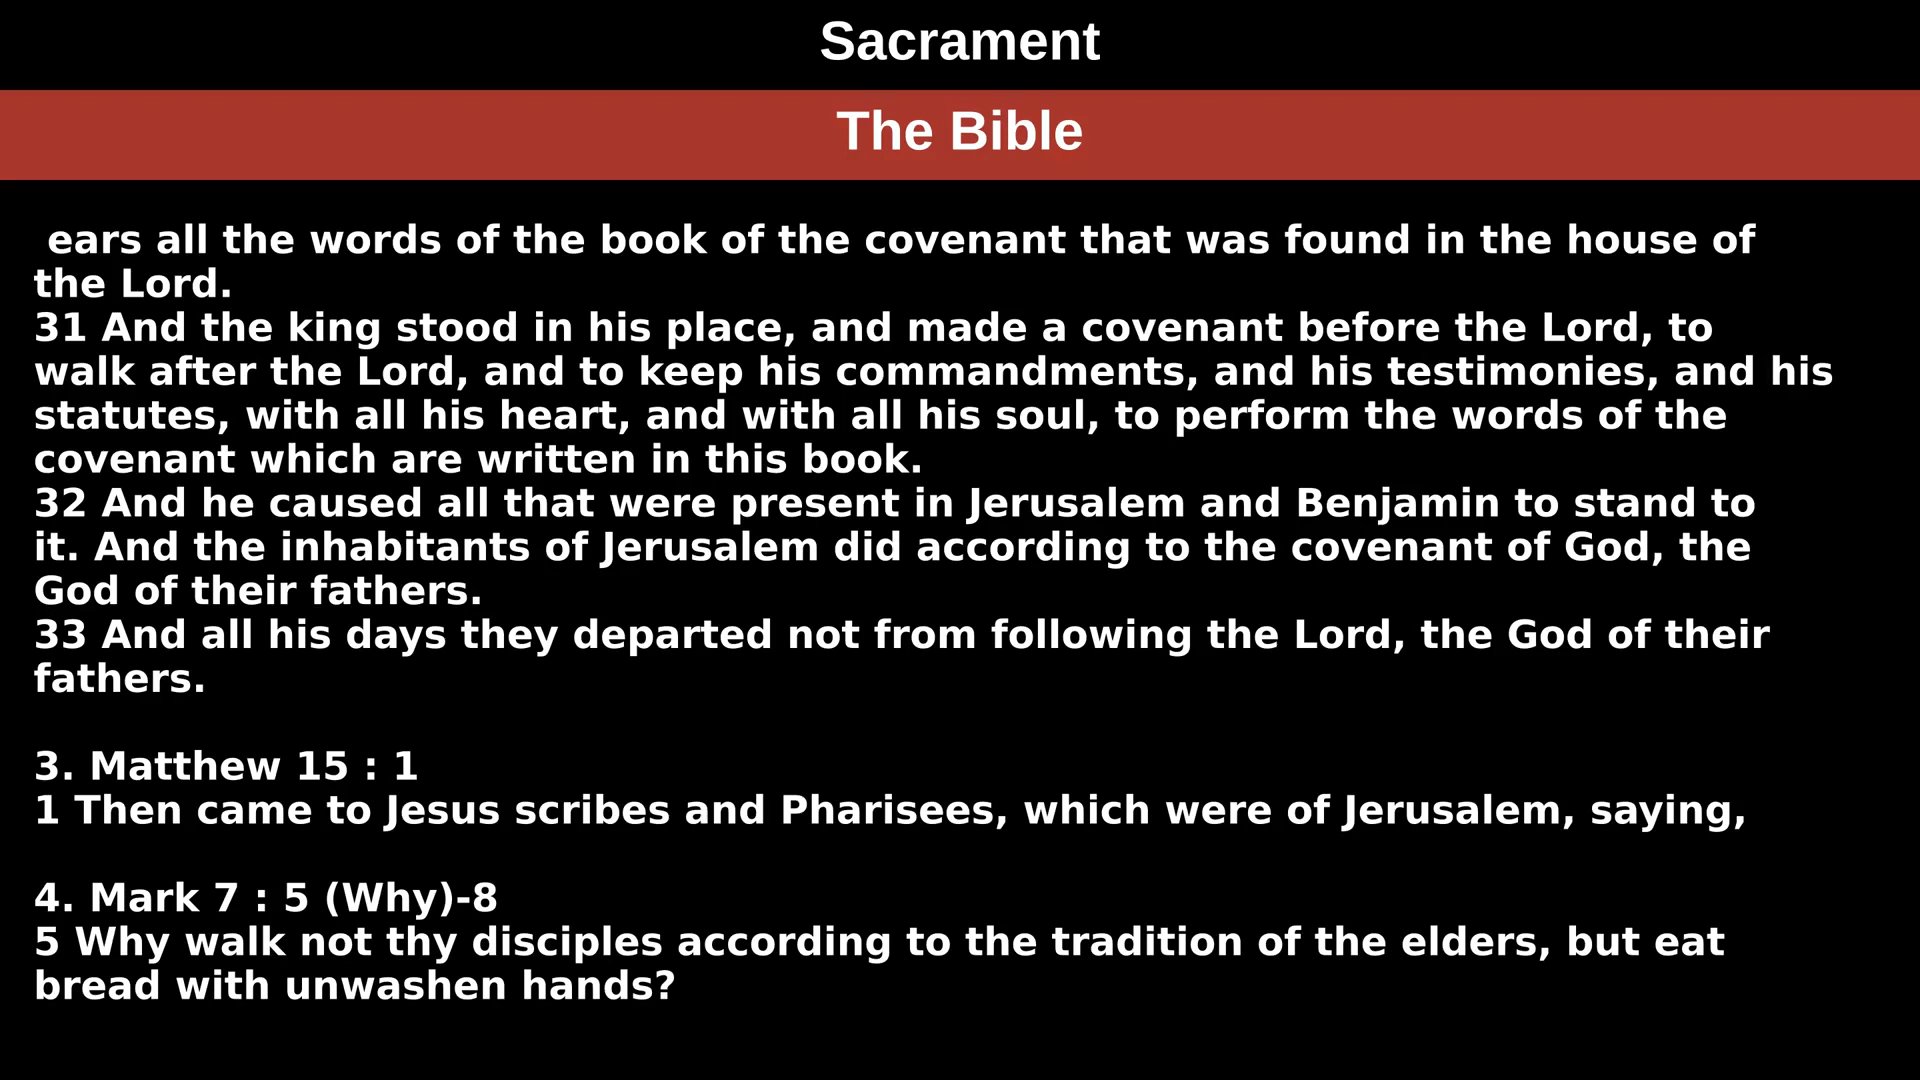 Sacrament
The Bible
ears all the words of the book of the covenant that was found in the house of
the Lord.
31 And the king stood in his place, and made a covenant before the Lord, to
walk after the Lord, and to keep his commandments, and his testimonies, and his
statutes, with all his heart, and with all his soul, to perform the words of the
covenant which are written in this book.
32 And he caused all that were present in Jerusalem and Benjamin to stand to
it. And the inhabitants of Jerusalem did according to the covenant of God, the
God of their fathers.
33 And all his days they departed not from following the Lord, the God of their
fathers.
3. Matthew 15 : 1
1 Then came to Jesus scribes and Pharisees, which were of Jerusalem, saying,
4. Mark 7 : 5 (Why)-8
5 Why walk not thy disciples according to the tradition of the elders, but eat
bread with unwashen hands?